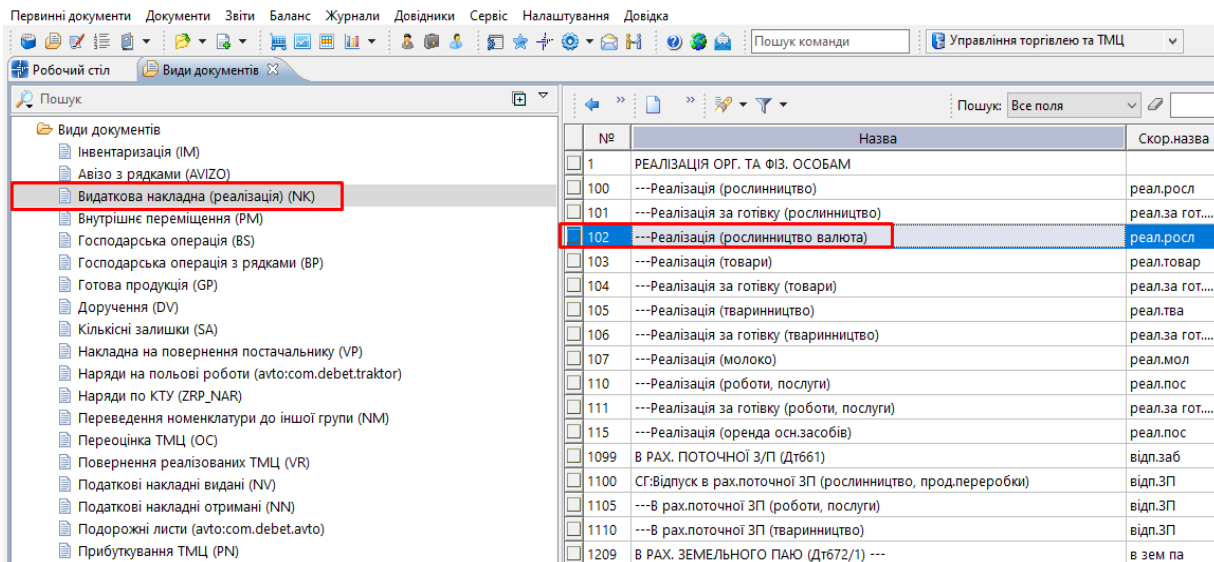 Первинні документи Документи Звіти Баланс Журнали Довідники Сервіс Налаштування Довідка
Пошук команди Управління торгівлею та ТМЦ
Робочий стіл Види документів
Пошук
Пошук: Все поля
Види документів
Інвентаризація (IM)
Авізо з рядками (AVIZO)
Видаткова накладна (реалізація) (NK)
Внутрішнє переміщення (PM)
Господарська операція (BS)
Господарська операція з рядками (BP)
Готова продукція (GP)
Доручення (DV)
Кількісні залишки (SA)
Накладна на повернення постачальнику (VP)
Наряди на польові роботи (avto:com.debet.traktor)
Наряди по КТУ (ZRP_NAR)
Переведення номенклатури до іншої групи (NM)
Переоцінка ТМЦ (OC)
Повернення реалізованих ТМЦ (VR)
Податкові накладні видані (NV)
Податкові накладні отримані (NN)
Подорожні листи (avto:com.debet.avto)
Прибуткування ТМЦ (PN)
№ Назва Скор.назва
1 РЕАЛІЗАЦІЯ ОРГ. ТА ФІЗ. ОСОБАМ
100 ---Реалізація (рослинництво) реал.росл
101 ---Реалізація за готівку (рослинництво) реал.за гот....
102 ---Реалізація (рослинництво валюта) реал.росл
103 ---Реалізація (товари) реал.товар
104 ---Реалізація за готівку (товари) реал.за гот....
105 ---Реалізація (тваринництво) реал.тва
106 ---Реалізація за готівку (тваринництво) реал.за гот....
107 ---Реалізація (молоко) реал.мол
110 ---Реалізація (роботи, послуги) реал.пос
111 ---Реалізація за готівку (роботи, послуги) реал.за гот....
115 ---Реалізація (оренда осн.засобів) реал.пос
1099 В РАХ. ПОТОЧНОЇ З/П (Дт661) відп.заб
1100 СГ:Відпуск в рах.поточної ЗП (рослинництво, прод.переробки) відп.ЗП
1105 ---В рах.поточної ЗП (роботи, послуги) відп.ЗП
1110 ---В рах.поточної ЗП (тваринництво) відп.ЗП
1209 В РАХ. ЗЕМЕЛЬНОГО ПАЮ (Дт672/1) --- в зем па